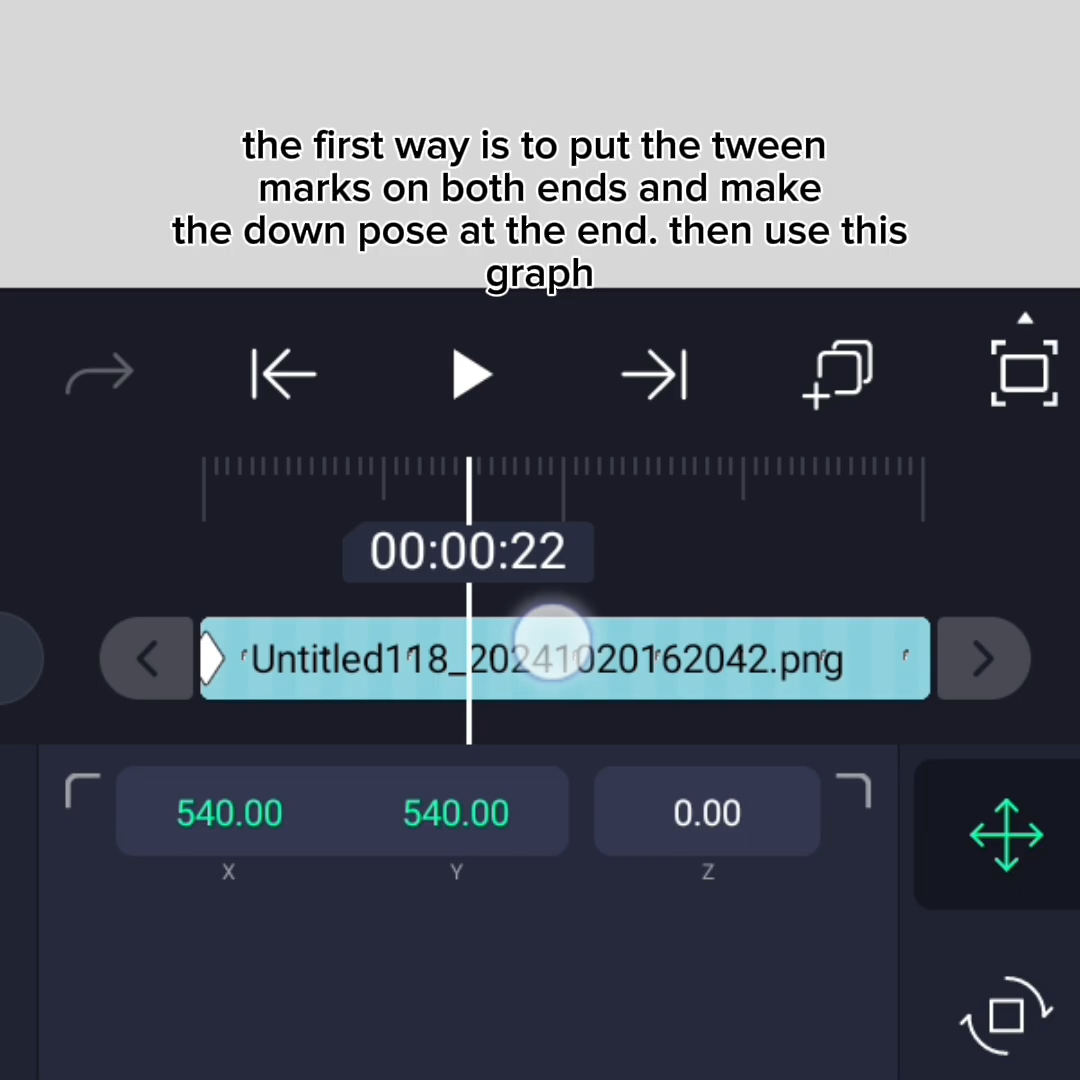 the first way is to put the tween
marks on both ends and make
the down pose at the end. then use this
graph
00:00:22
Untitled118_20241020162042.png
540.00 540.00 0.00
X Y Z